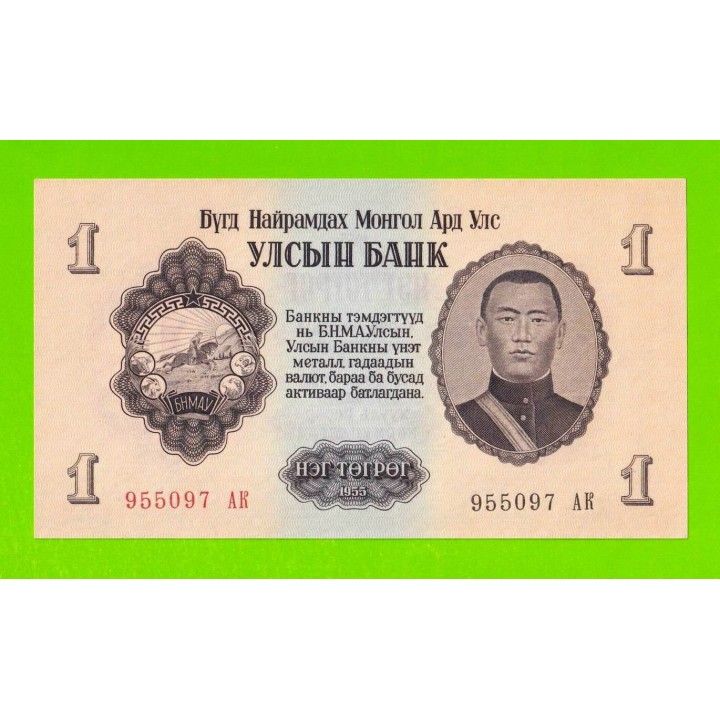 Бүгд Найрамдах Монгол Ард Улс
УЛСЫН БАНК
1
1
Банкны тэмдэгтүүд
нь Б.Н.М.А.Улсын,
Улсын Банкны үнэт
металл, гадаадын
валют, бараа ба бусад
активаар батлагдана.
БНМАУ
НЭГ ТӨГРӨГ
1955
1
1
955097 АК
955097 АК